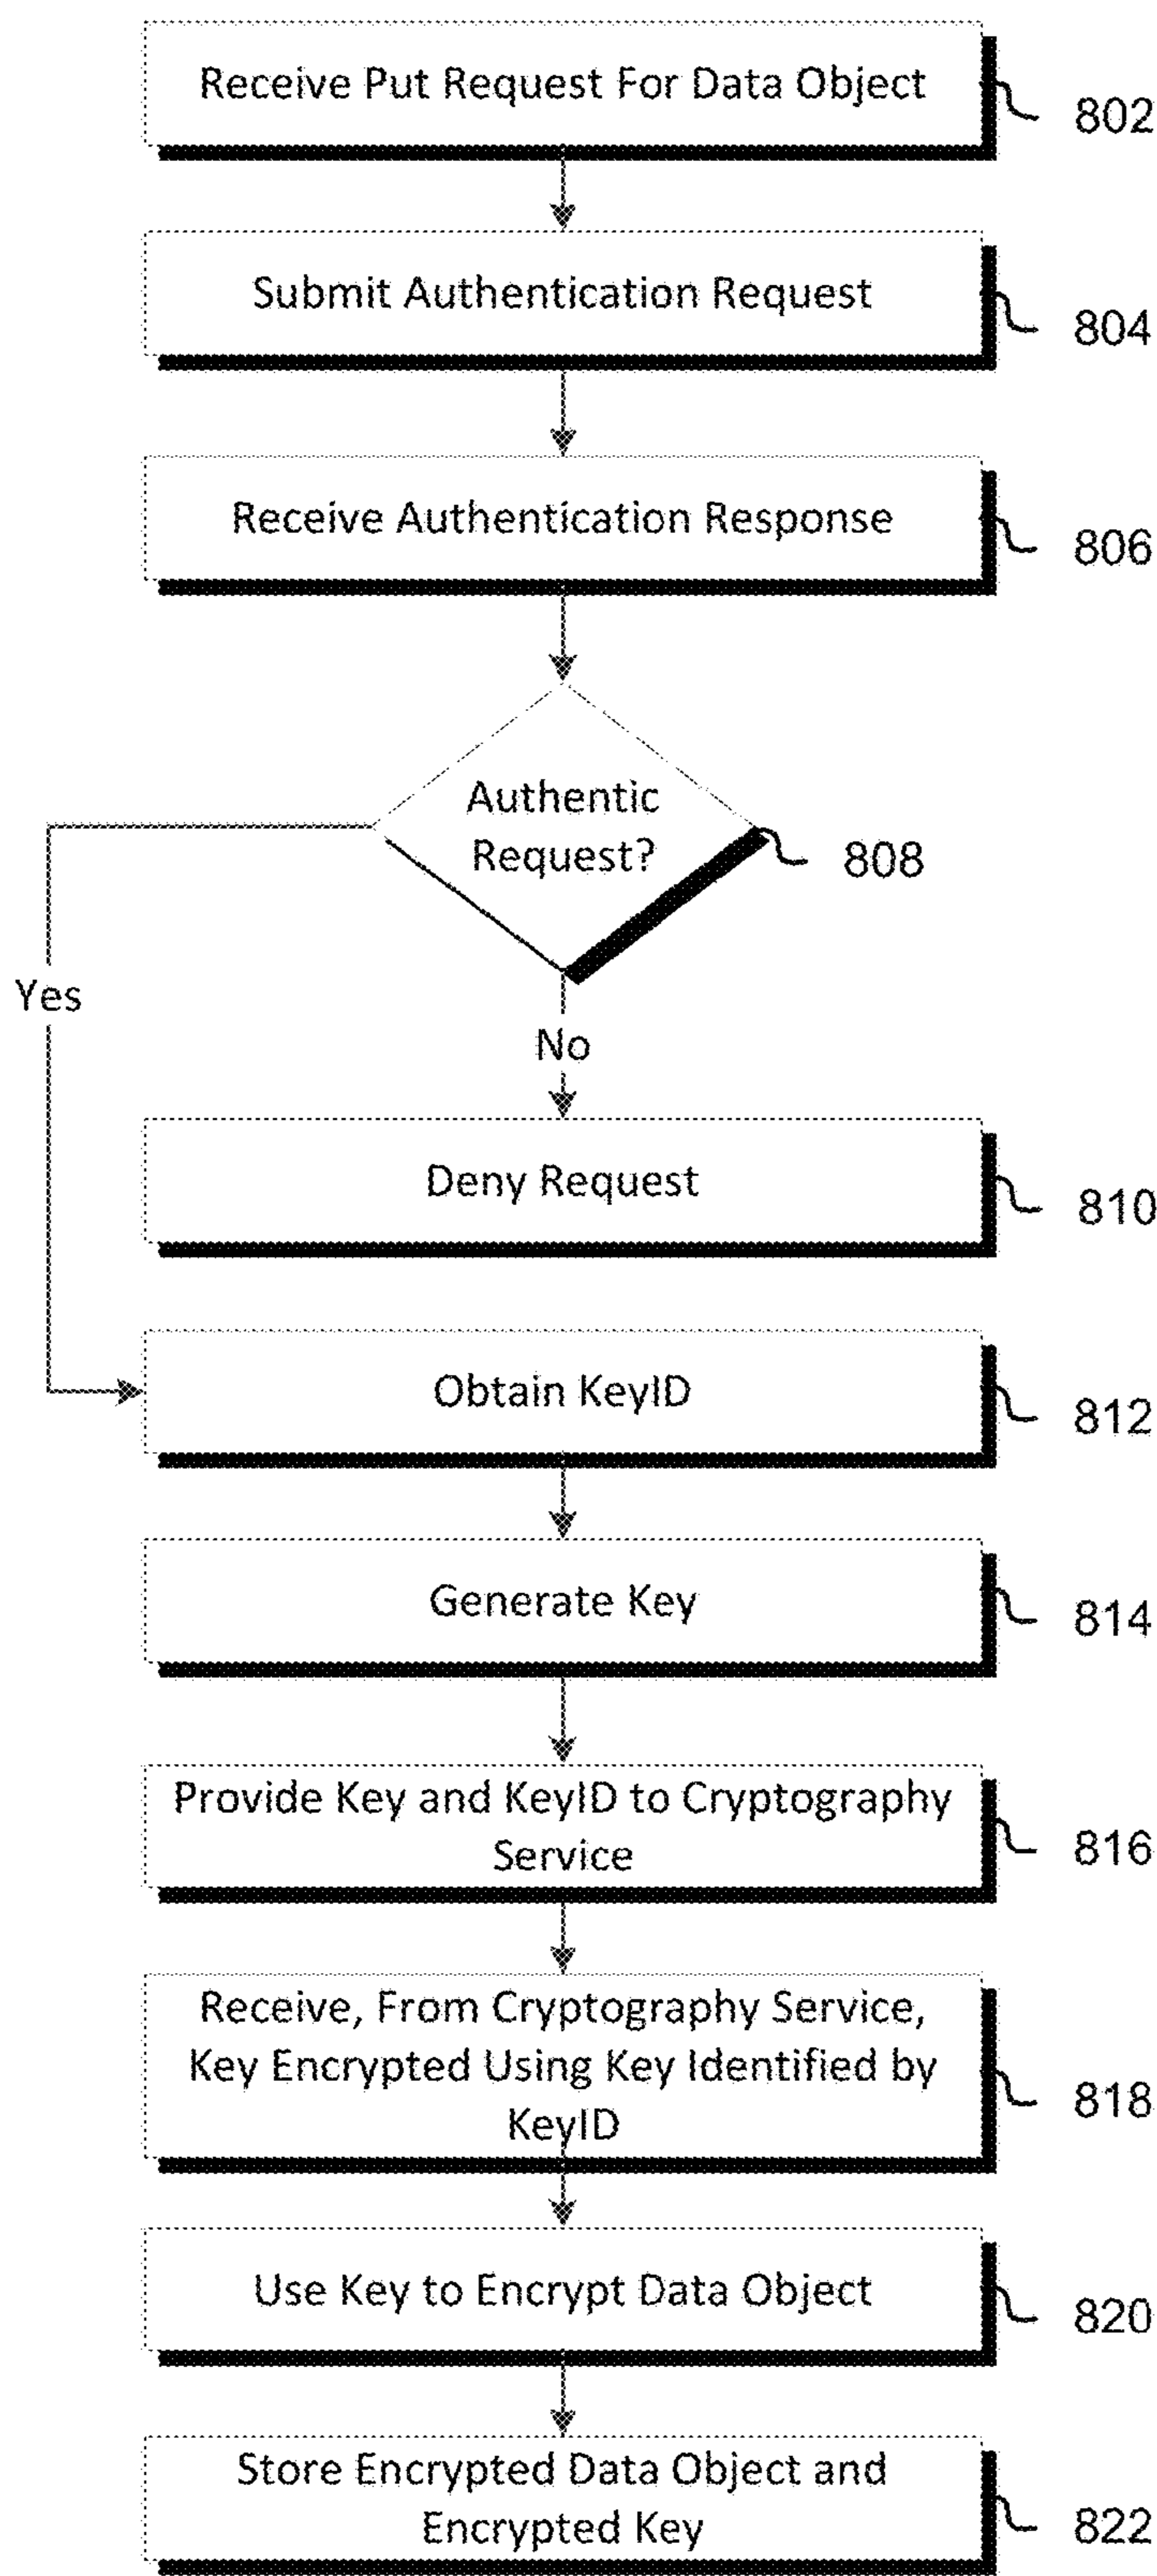 Receive Put Request For Data Object
802
Submit Authentication Request
804
Receive Authentication Response
806
Authentic
Request?
808
Yes
No
Deny Request
810
Obtain KeyID
812
Generate Key
814
Provide Key and KeyID to Cryptography
Service
816
Receive, From Cryptography Service,
Key Encrypted Using Key Identified by
KeyID
818
Use Key to Encrypt Data Object
820
Store Encrypted Data Object and
Encrypted Key
822